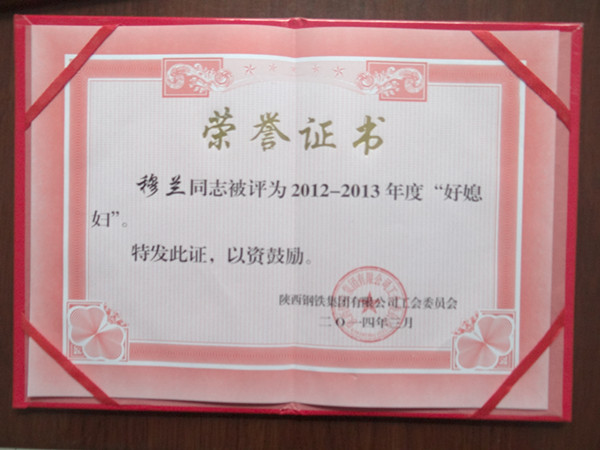 荣誉证书
穆兰同志被评为2012-2013年度“好媳
妇”。
特发此证，以资鼓励。
陕西钢铁集团有限公司工会委员会
二〇一四年三月